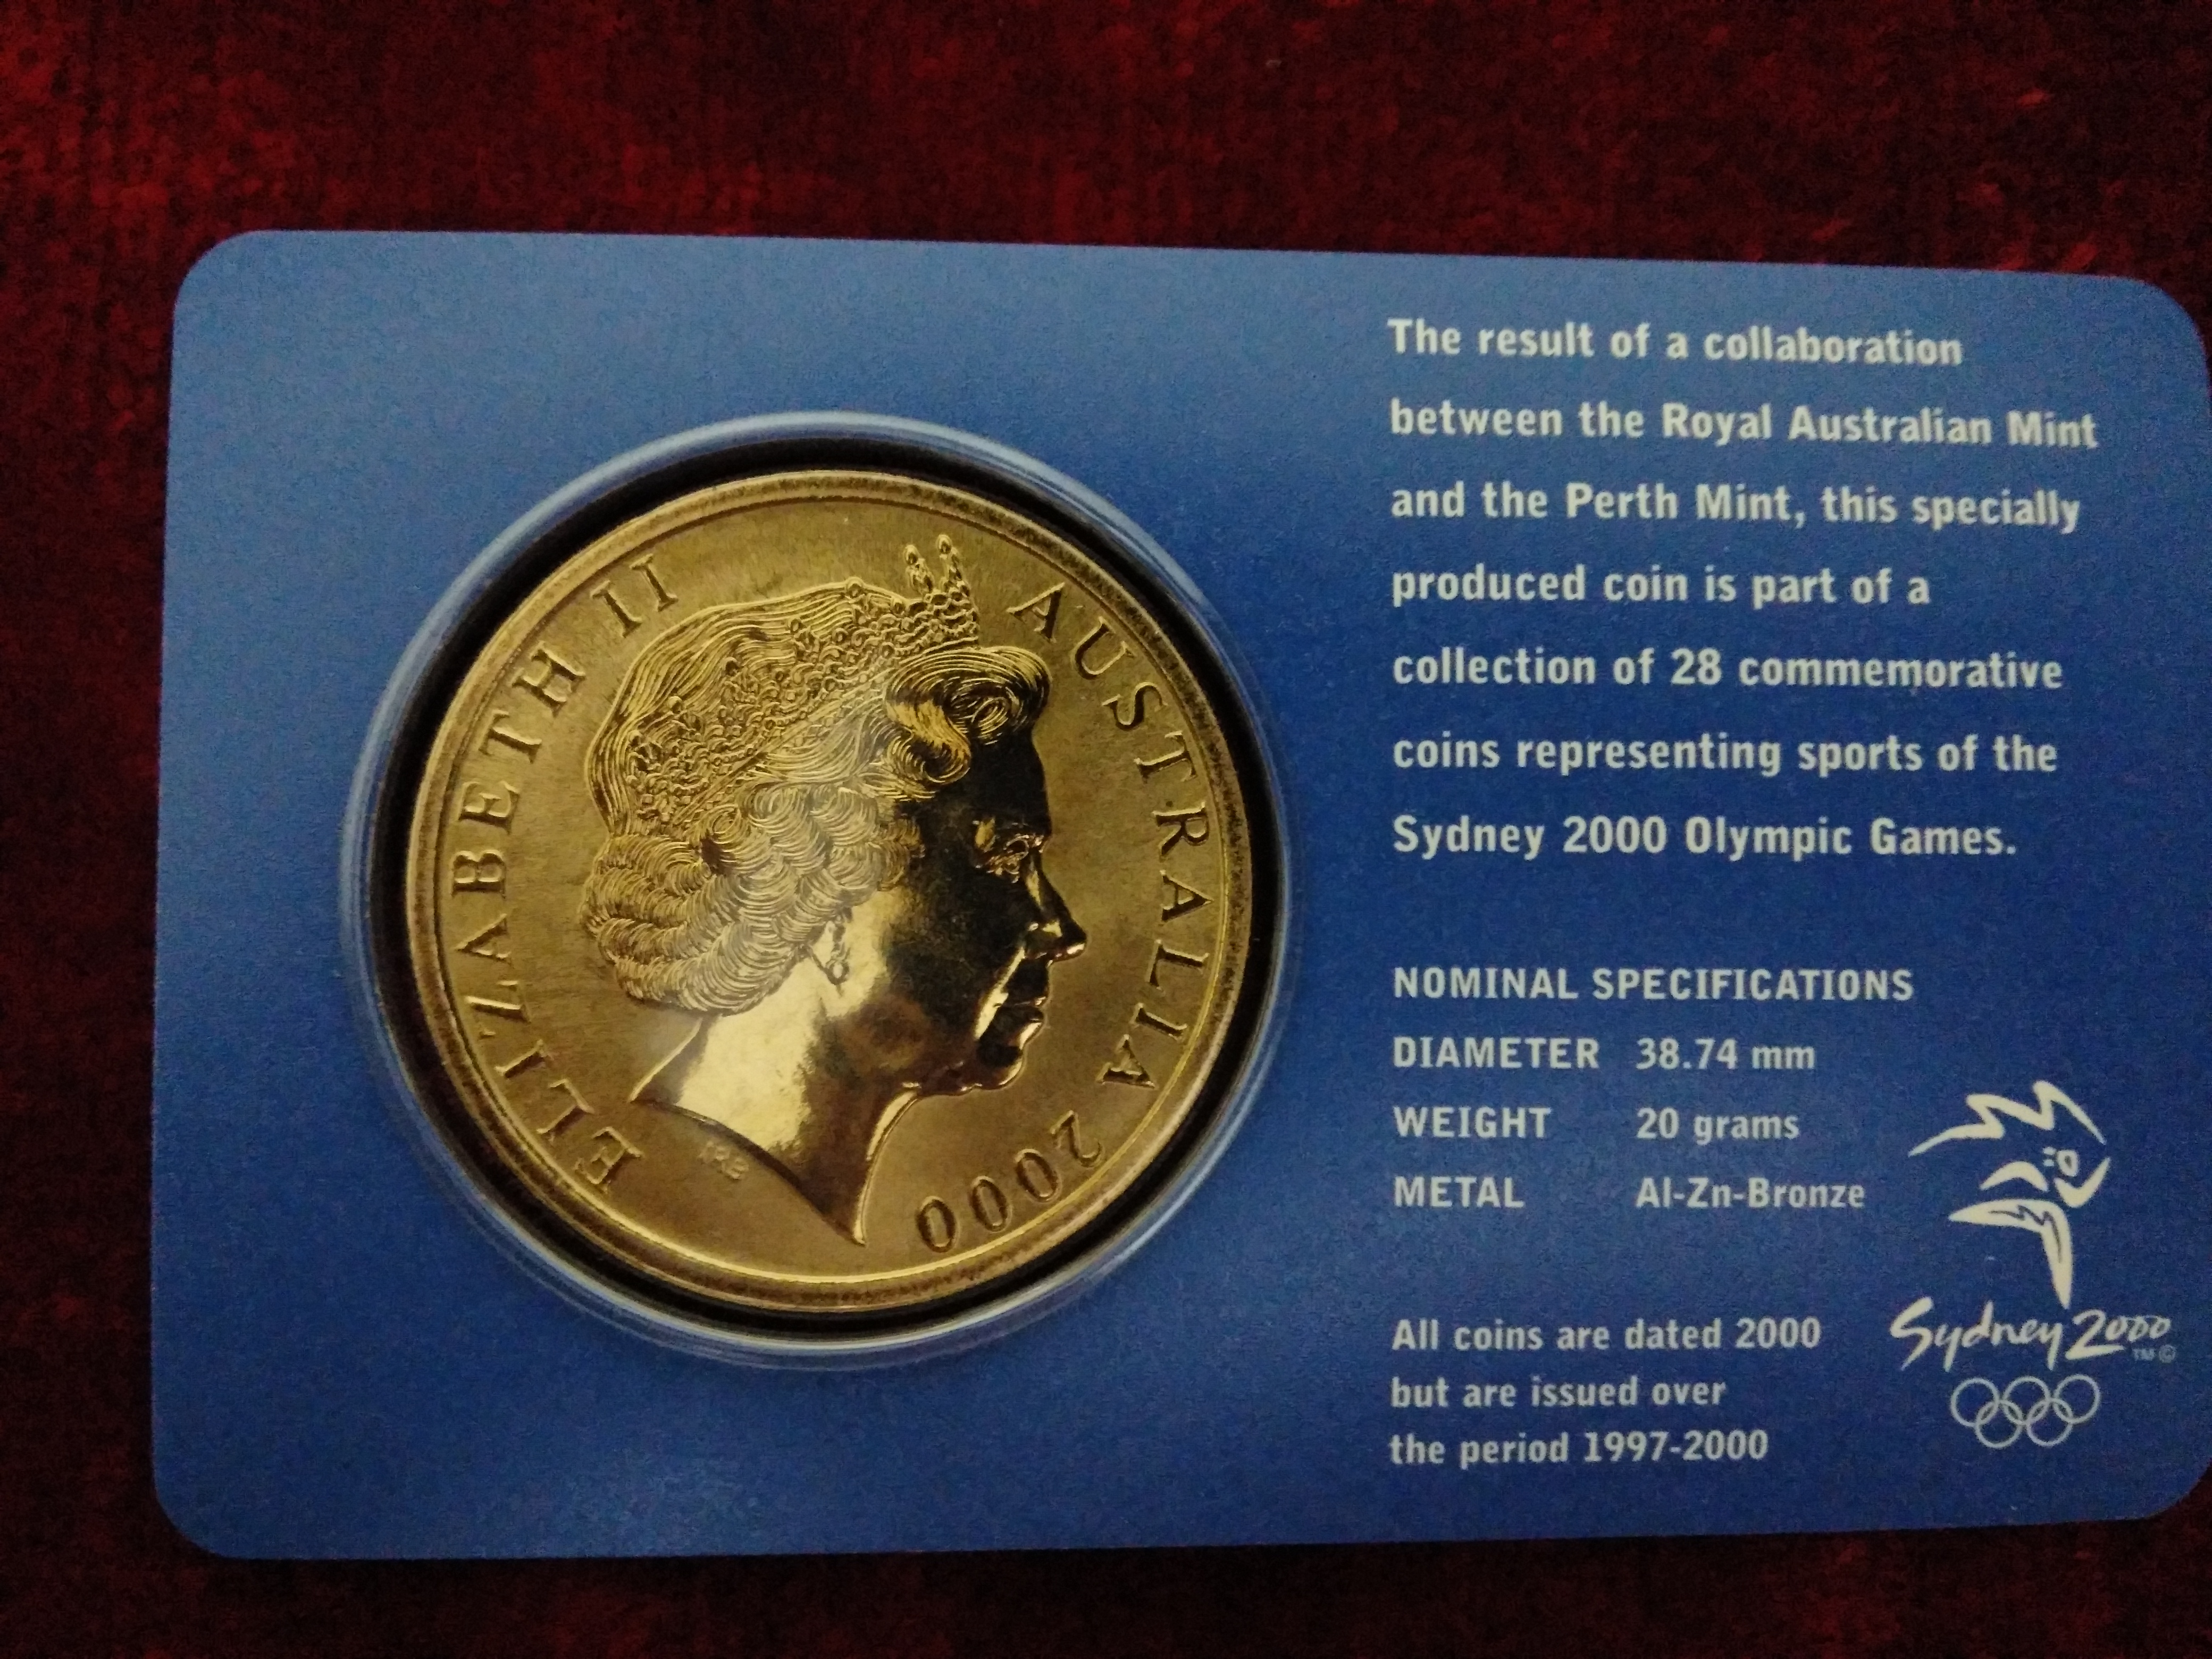 ELIZABETH II
AUSTRALIA 2000
IRB
The result of a collaboration
between the Royal Australian Mint
and the Perth Mint, this specially
produced coin is part of a
collection of 28 commemorative
coins representing sports of the
Sydney 2000 Olympic Games.
NOMINAL SPECIFICATIONS
DIAMETER 38.74 mm
WEIGHT 20 grams
METAL Al-Zn-Bronze
All coins are dated 2000
but are issued over
the period 1997-2000
Sydney 2000
TM ©